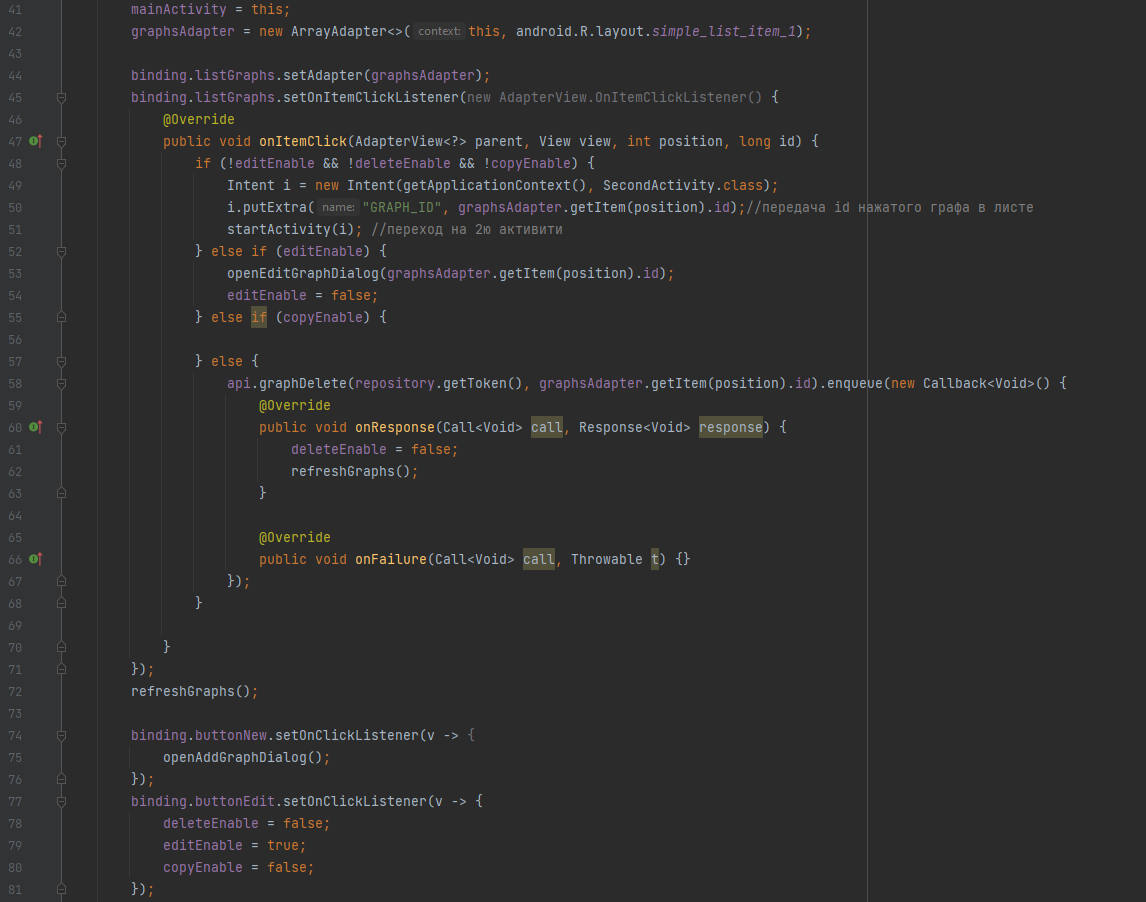 41 mainActivity = this;
42 graphsAdapter = new ArrayAdapter<>( context: this, android.R.layout.simple_list_item_1);
43
44 binding.listGraphs.setAdapter(graphsAdapter);
45 binding.listGraphs.setOnItemClickListener(new AdapterView.OnItemClickListener() {
46 @Override
47 public void onItemClick(AdapterView<?> parent, View view, int position, long id) {
48 if (!editEnable && !deleteEnable && !copyEnable) {
49 Intent i = new Intent(getApplicationContext(), SecondActivity.class);
50 i.putExtra( name: "GRAPH_ID", graphsAdapter.getItem(position).id);//передача id нажатого графа в листе
51 startActivity(i); //переход на 2ю активити
52 } else if (editEnable) {
53 openEditGraphDialog(graphsAdapter.getItem(position).id);
54 editEnable = false;
55 } else if (copyEnable) {
56
57 } else {
58 api.graphDelete(repository.getToken(), graphsAdapter.getItem(position).id).enqueue(new Callback<Void>() {
59 @Override
60 public void onResponse(Call<Void> call, Response<Void> response) {
61 deleteEnable = false;
62 refreshGraphs();
63 }
64
65 @Override
66 public void onFailure(Call<Void> call, Throwable t) {}
67 });
68 }
69
70 }
71 });
72 refreshGraphs();
73
74 binding.buttonNew.setOnClickListener(v -> {
75 openAddGraphDialog();
76 });
77 binding.buttonEdit.setOnClickListener(v -> {
78 deleteEnable = false;
79 editEnable = true;
80 copyEnable = false;
81 });